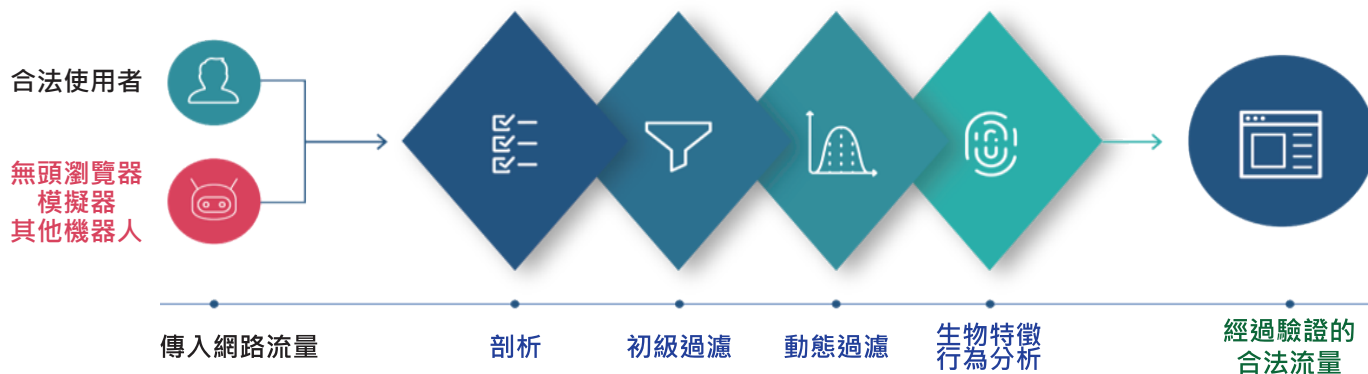 合法使用者
無頭瀏覽器
模擬器
其他機器人
傳入網路流量
剖析
初級過濾
動態過濾
生物特徵
行為分析
經過驗證的
合法流量